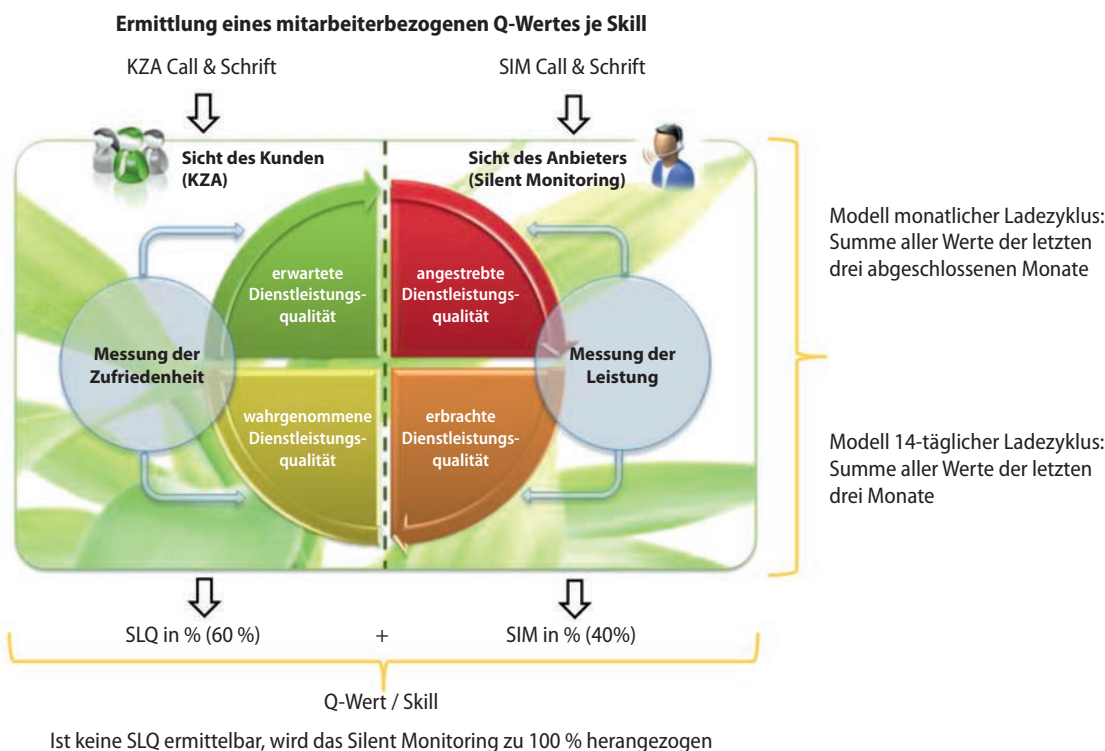 Ermittlung eines mitarbeiterbezogenen Q-Wertes je Skill
KZA Call & Schrift
SIM Call & Schrift
Sicht des Kunden
(KZA)
Sicht des Anbieters
(Silent Monitoring)
erwartete
Dienstleistungs-
qualität
angestrebte
Dienstleistungs-
qualität
Messung der
Zufriedenheit
Messung der
Leistung
wahrgenommene
Dienstleistungs-
qualität
erbrachte
Dienstleistungs-
qualität
Modell monatlicher Ladezyklus:
Summe aller Werte der letzten
drei abgeschlossenen Monate
Modell 14-täglicher Ladezyklus:
Summe aller Werte der letzten
drei Monate
SLQ in % (60 %) + SIM in % (40%)
Q-Wert / Skill
Ist keine SLQ ermittelbar, wird das Silent Monitoring zu 100 % herangezogen